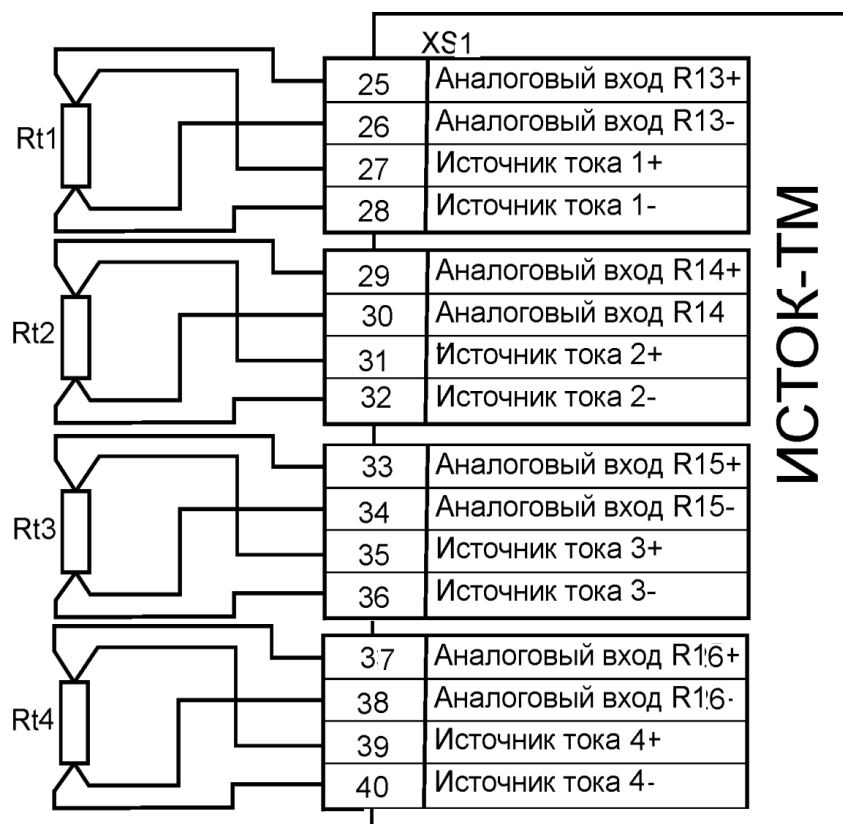 XS1
25 Аналоговый вход R13+
26 Аналоговый вход R13-
Rt1
27 Источник тока 1+
28 Источник тока 1-
29 Аналоговый вход R14+
30 Аналоговый вход R14
Rt2
31 Источник тока 2+
32 Источник тока 2-
33 Аналоговый вход R15+
34 Аналоговый вход R15-
Rt3
35 Источник тока 3+
36 Источник тока 3-
37 Аналоговый вход R16+
38 Аналоговый вход R16-
Rt4
39 Источник тока 4+
40 Источник тока 4-
ИСТОК-ТМ